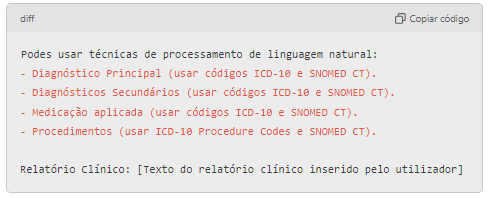 diff
Copiar código
Podes usar técnicas de processamento de linguagem natural:
- Diagnóstico Principal (usar códigos ICD-10 e SNOMED CT).
- Diagnósticos Secundários (usar códigos ICD-10 e SNOMED CT).
- Medicação aplicada (usar códigos ICD-10 e SNOMED CT).
- Procedimentos (usar ICD-10 Procedure Codes e SNOMED CT).
Relatório Clínico: [Texto do relatório clínico inserido pelo utilizador]